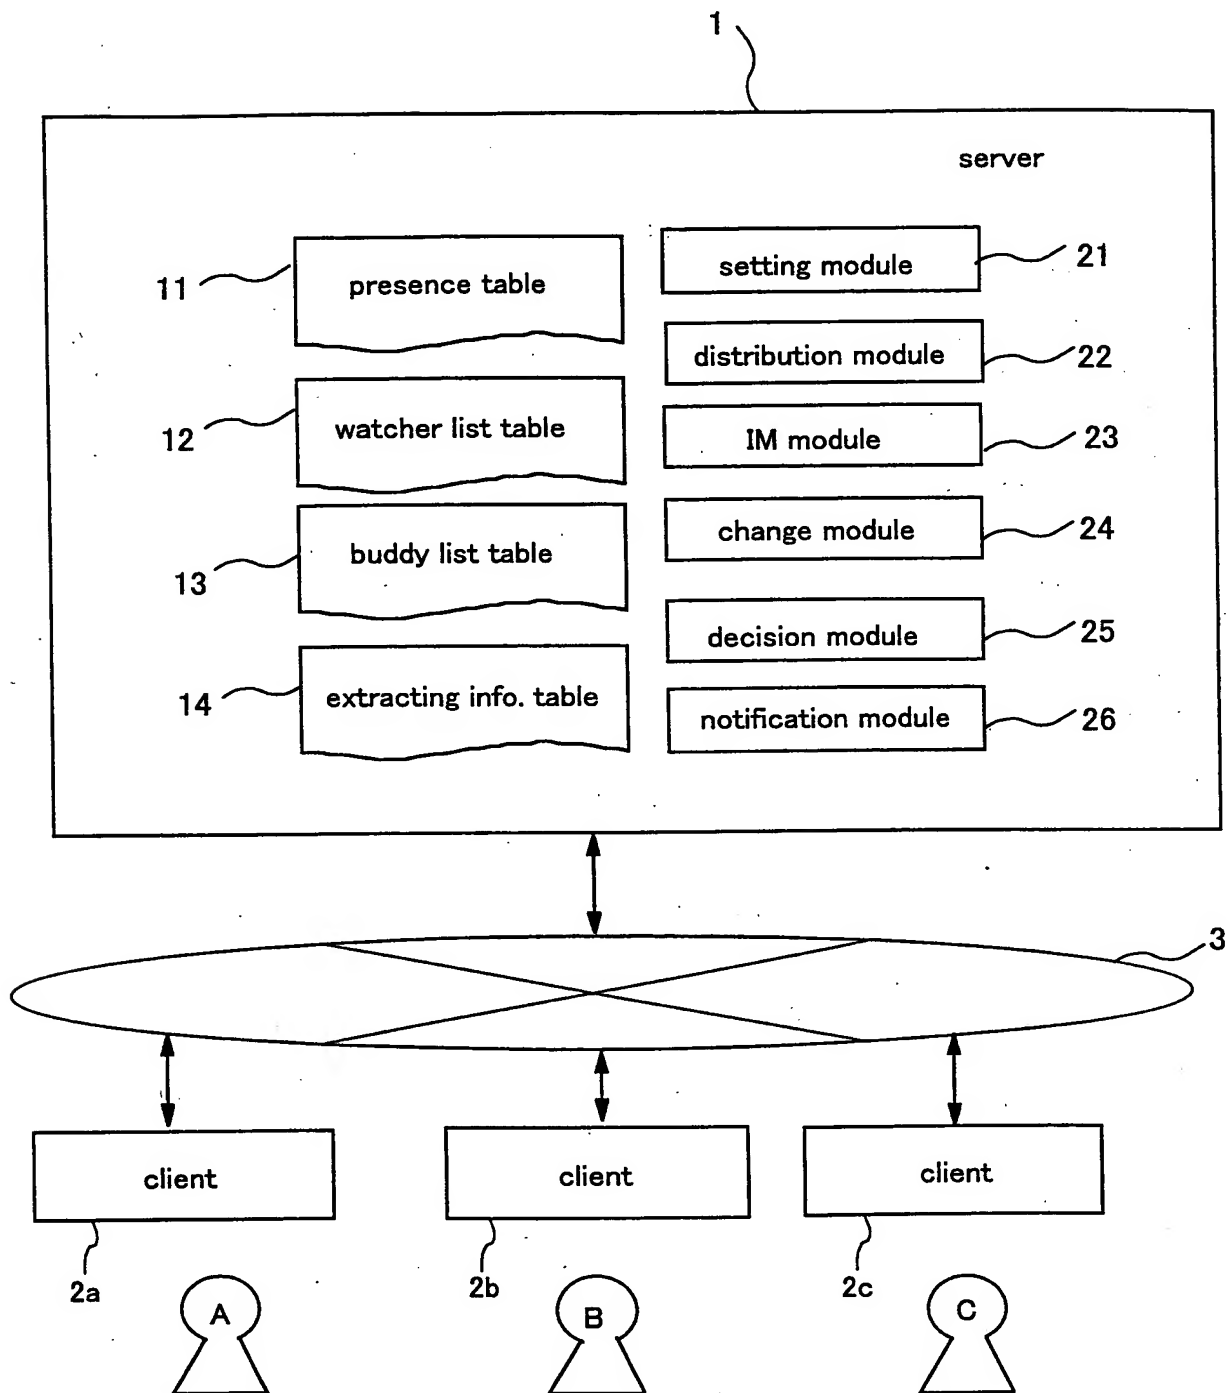 1
server
11
presence table
setting module
21
distribution module
22
12
watcher list table
IM module
23
13
buddy list table
change module
24
decision module
25
14
extracting info. table
notification module
26
3
client
client
client
2a
2b
2c
A
B
C